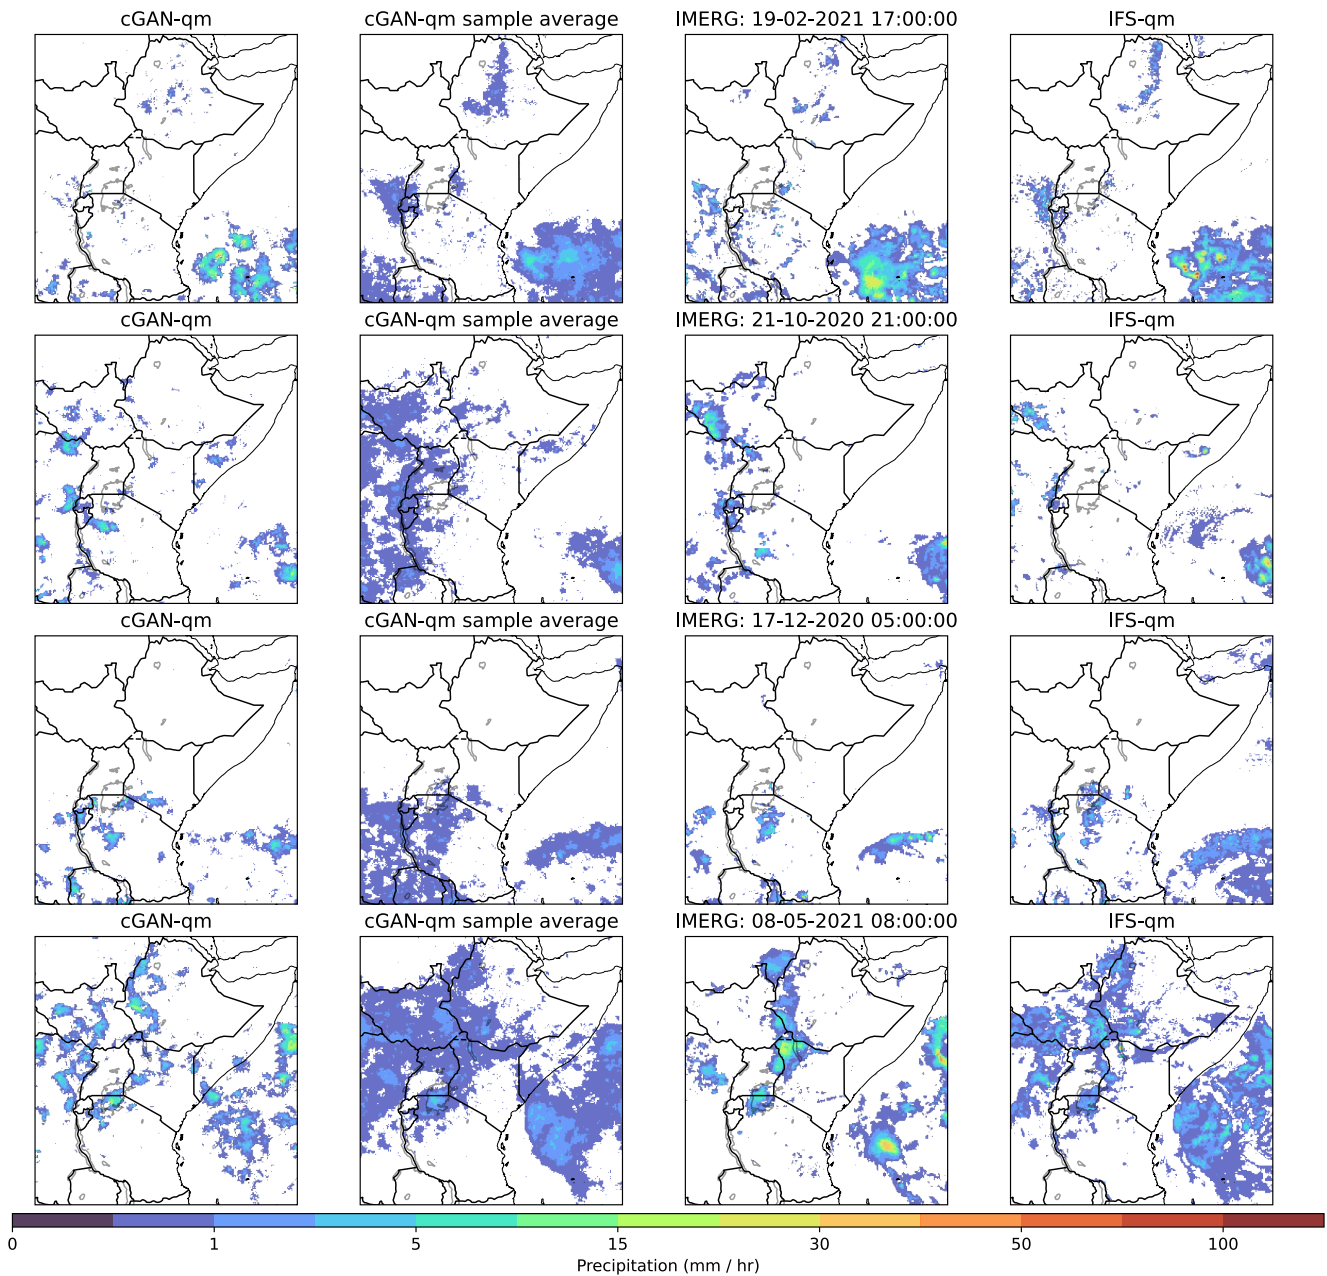 cGAN-qm
cGAN-qm sample average
IMERG: 19-02-2021 17:00:00
IFS-qm
cGAN-qm
cGAN-qm sample average
IMERG: 21-10-2020 21:00:00
IFS-qm
cGAN-qm
cGAN-qm sample average
IMERG: 17-12-2020 05:00:00
IFS-qm
cGAN-qm
cGAN-qm sample average
IMERG: 08-05-2021 08:00:00
IFS-qm
0 1 5 15 30 50 100
Precipitation (mm / hr)